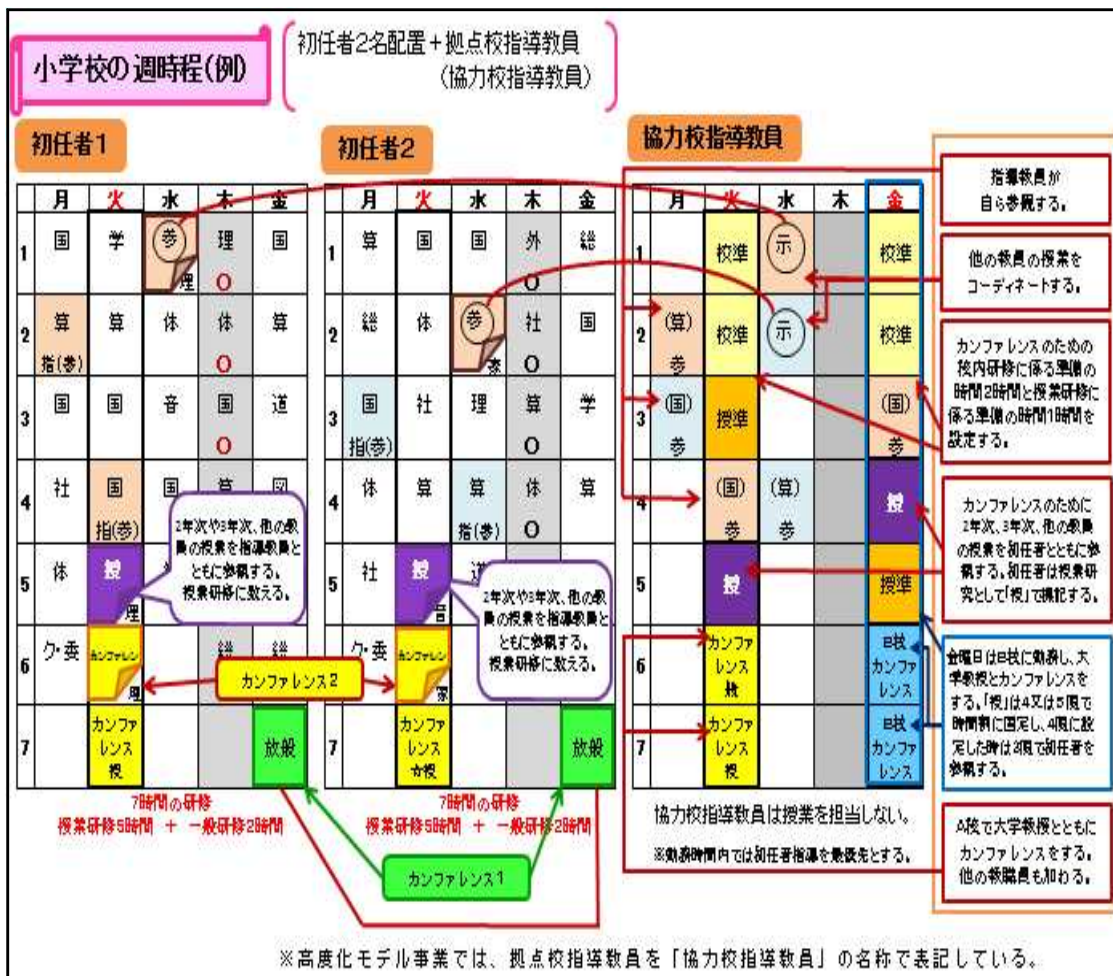 小学校の週時程(例)
初任者2名配置+拠点校指導教員
(協力校指導教員)
初任者1
月 火 水 木 金
1 国 学 参 理 理 国
O
2 算 算 体 体 算
指(参) O
3 国 国 音 国 道
O
4 社 国 国 算 図
指(参)
2年次や3年次、他の教
員の授業を指導教員と
ともに参観する。
授業研修に数える。
5 体 授
理
6 ク・委 カンファレン 総 総
理
7 カンファ
レンス
授
放般
7時間の研修
授業研修5時間 + 一般研修2時間
初任者2
月 火 水 木 金
1 算 国 国 外 総
O
2 総 体 参 社 国
家 O
3 国 社 理 算 学
指(参) O
4 体 算 算 体 算
指(参) O
5 社 授 道
音
2年次や3年次、他の教
員の授業を指導教員と
ともに参観する。
授業研修に数える。
6 ク・委 カンファレン
家
7 カンファ
レンス
放般
7時間の研修
授業研修5時間 + 一般研修2時間
カンファレンス2
カンファレンス1
協力校指導教員
月 火 水 木 金
1 校準 示 校準
2 (算) 校準 示 校準
参
3 (国) 授準 (国)
参 参
4 (国) (算) 授
参 参
5 授 授準
6 カンファ
レンス
B校
カンファ
レンス
7 カンファ
レンス
授
B校
カンファ
レンス
協力校指導教員は授業を担当しない。
※勤務時間内では初任者指導を最優先とする。
指導教員が
自ら参観する。
他の教員の授業を
コーディネートする。
カンファレンスのための
校内研修に係る準備の
時間2時間と授業研修に
係る準備の時間1時間を
設定する。
カンファレンスのために
2年次、3年次、他の教員
の授業を初任者とともに参
観する。初任者は授業研
究として「授」で標記する。
金曜日はB校に勤務し、大
学教授とカンファレンスを
する。「授」は4又は5限で
時間割に固定し、4限に設
定した時は3限で初任者を
参観する。
A校で大学教授とともに
カンファレンスをする。
他の教職員も加わる。
※高度化モデル事業では、拠点校指導教員を「協力校指導教員」の名称で表記している。